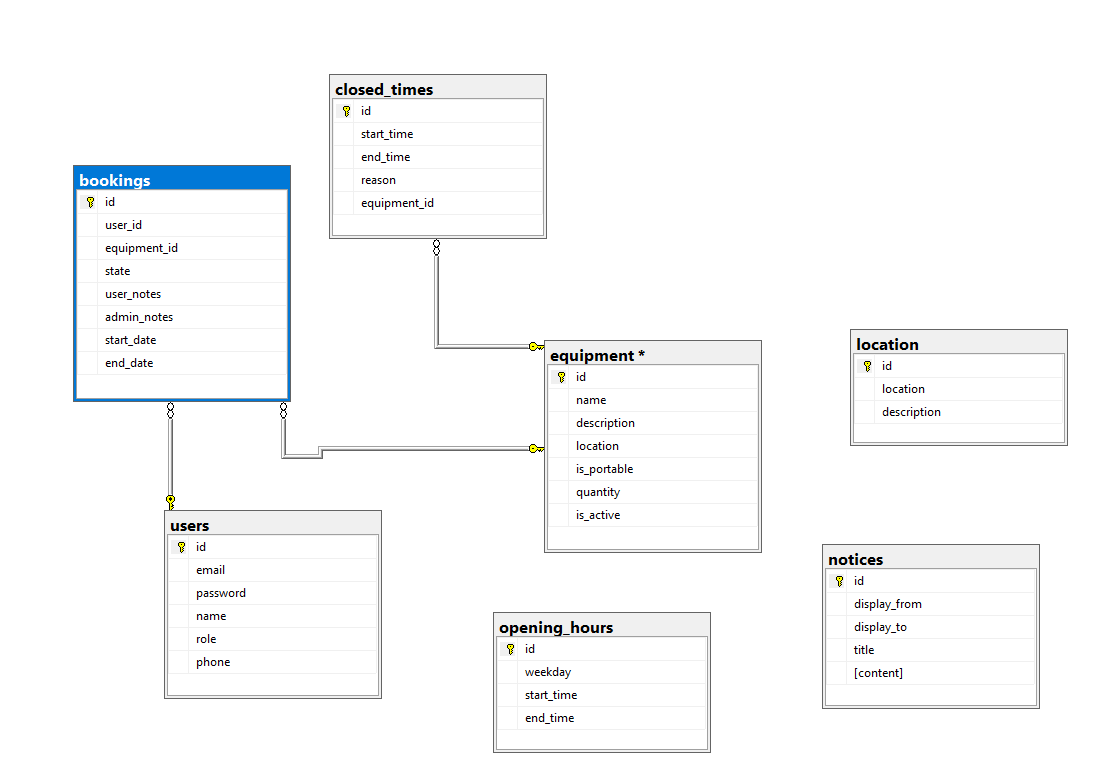 closed_times
id
start_time
end_time
reason
equipment_id
bookings
id
user_id
equipment_id
state
user_notes
admin_notes
start_date
end_date
equipment *
id
name
description
location
is_portable
quantity
is_active
location
id
location
description
users
id
email
password
name
role
phone
opening_hours
id
weekday
start_time
end_time
notices
id
display_from
display_to
title
[content]